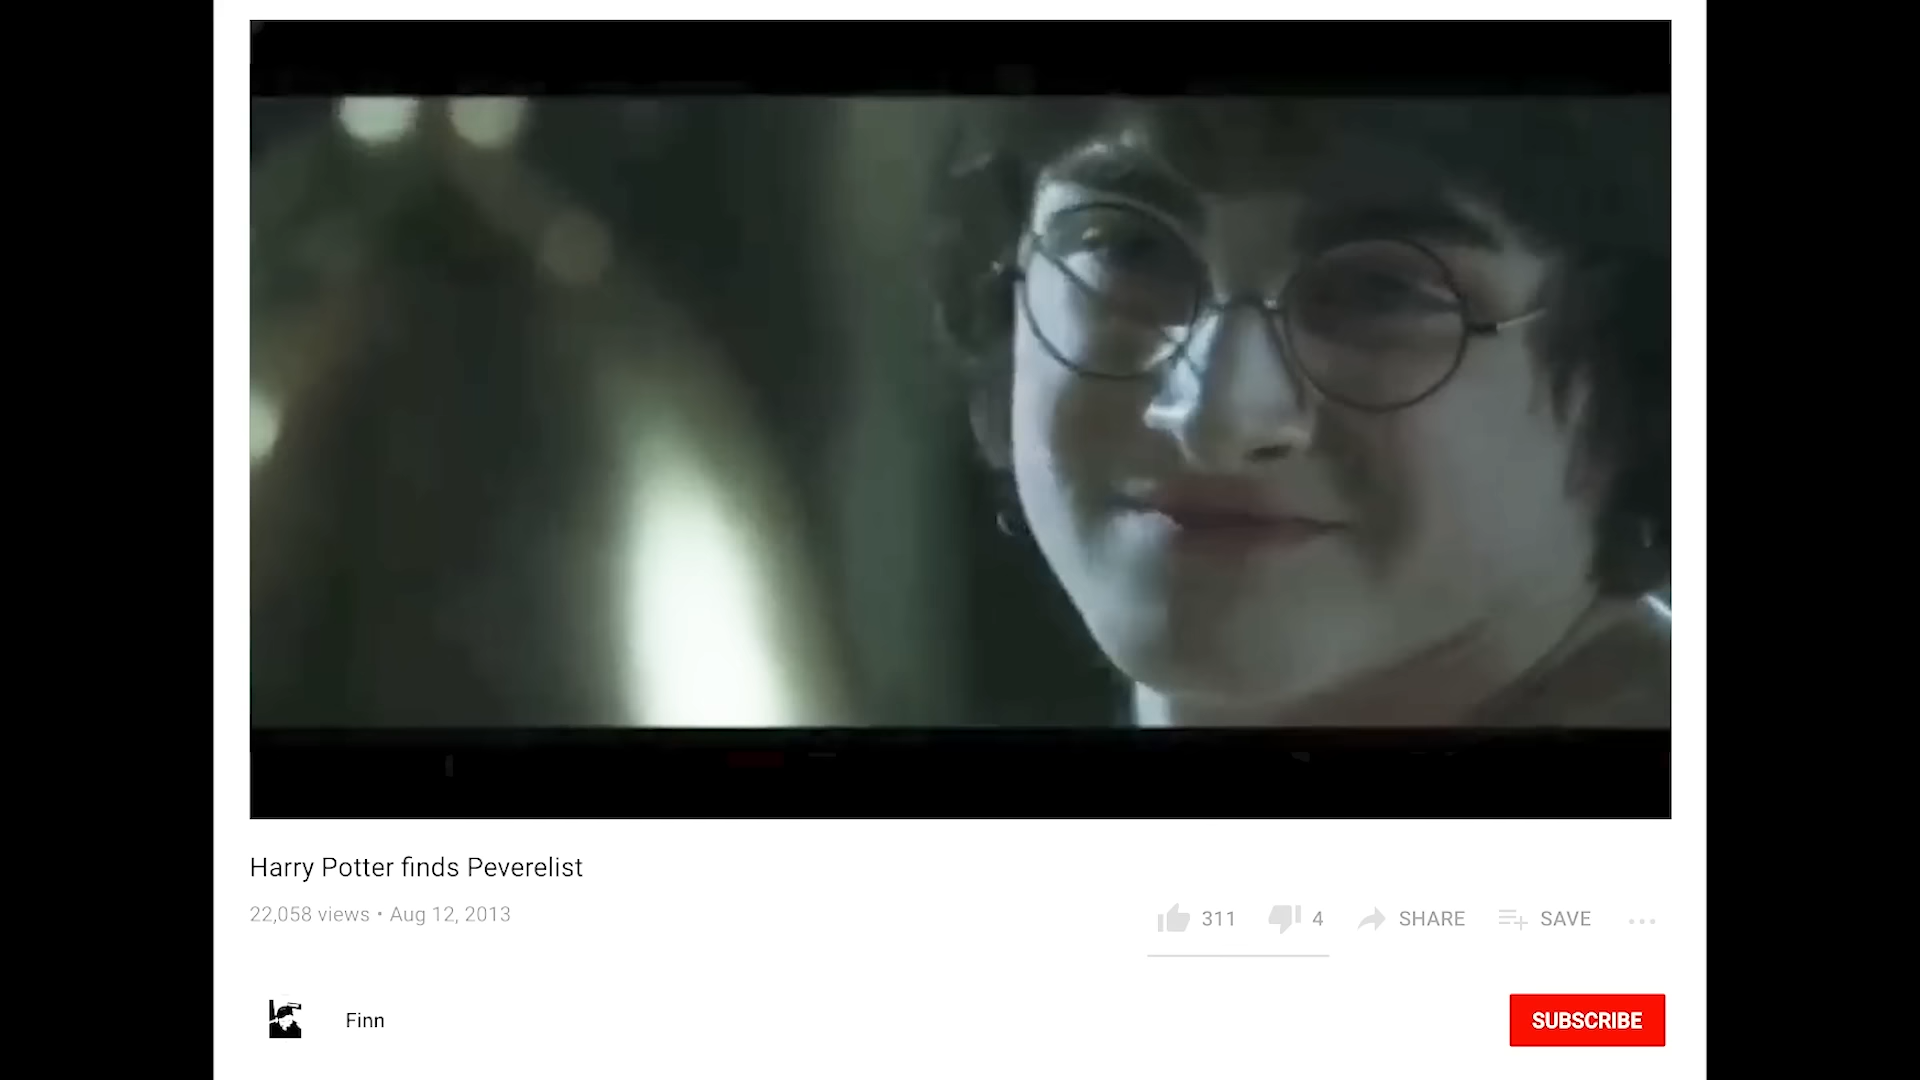 Harry Potter finds Peverelist
22,058 views • Aug 12, 2013
311 4 SHARE SAVE
Finn
SUBSCRIBE